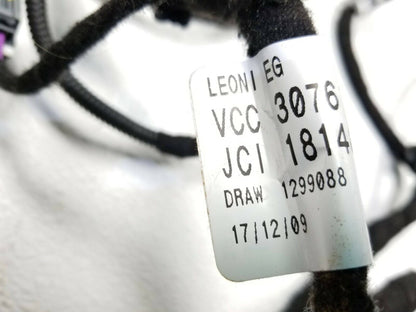 LEONI EG
VCC 3076
JCI 1814
DRAW 1299088
17/12/09